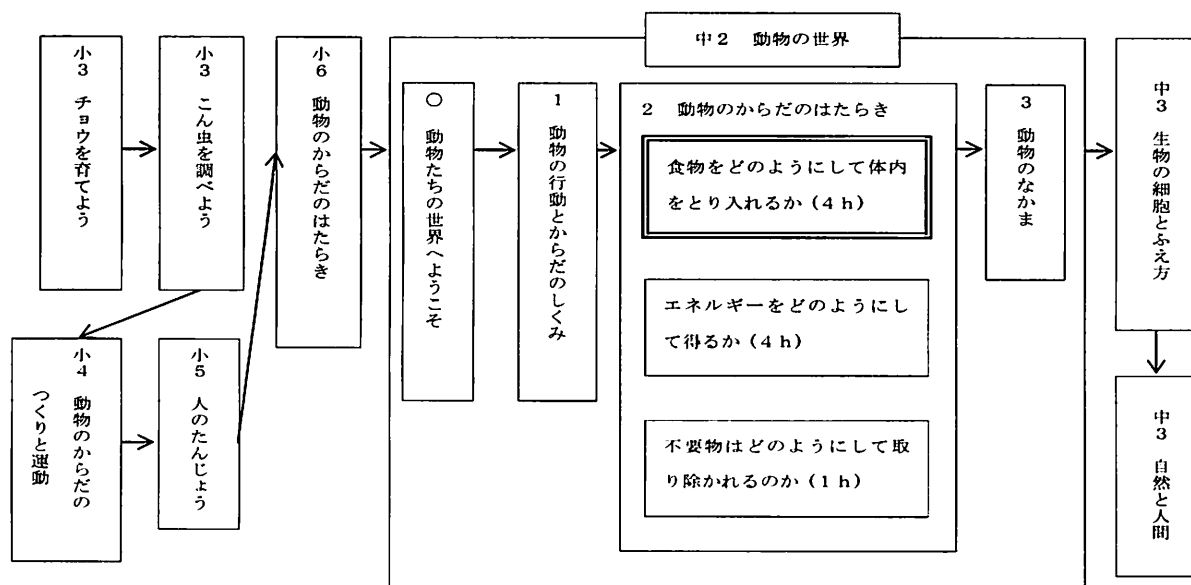 小3 チョウを育てよう
小3 こん虫を調べよう
小4 動物のからだの
つくりと運動
小5 人のたんじょう
小6 動物のからだのはたらき
中2 動物の世界
〇 動物たちの世界へようこそ
1 動物の行動とからだのしくみ
2 動物のからだのはたらき
食物をどのようにして体内
をとり入れるか(4h)
エネルギーをどのようにし
て得るか(4h)
不要物はどのようにして取
り除かれるのか(1h)
3 動物のなかま
中3 生物の細胞とふえ方
中3 自然と人間